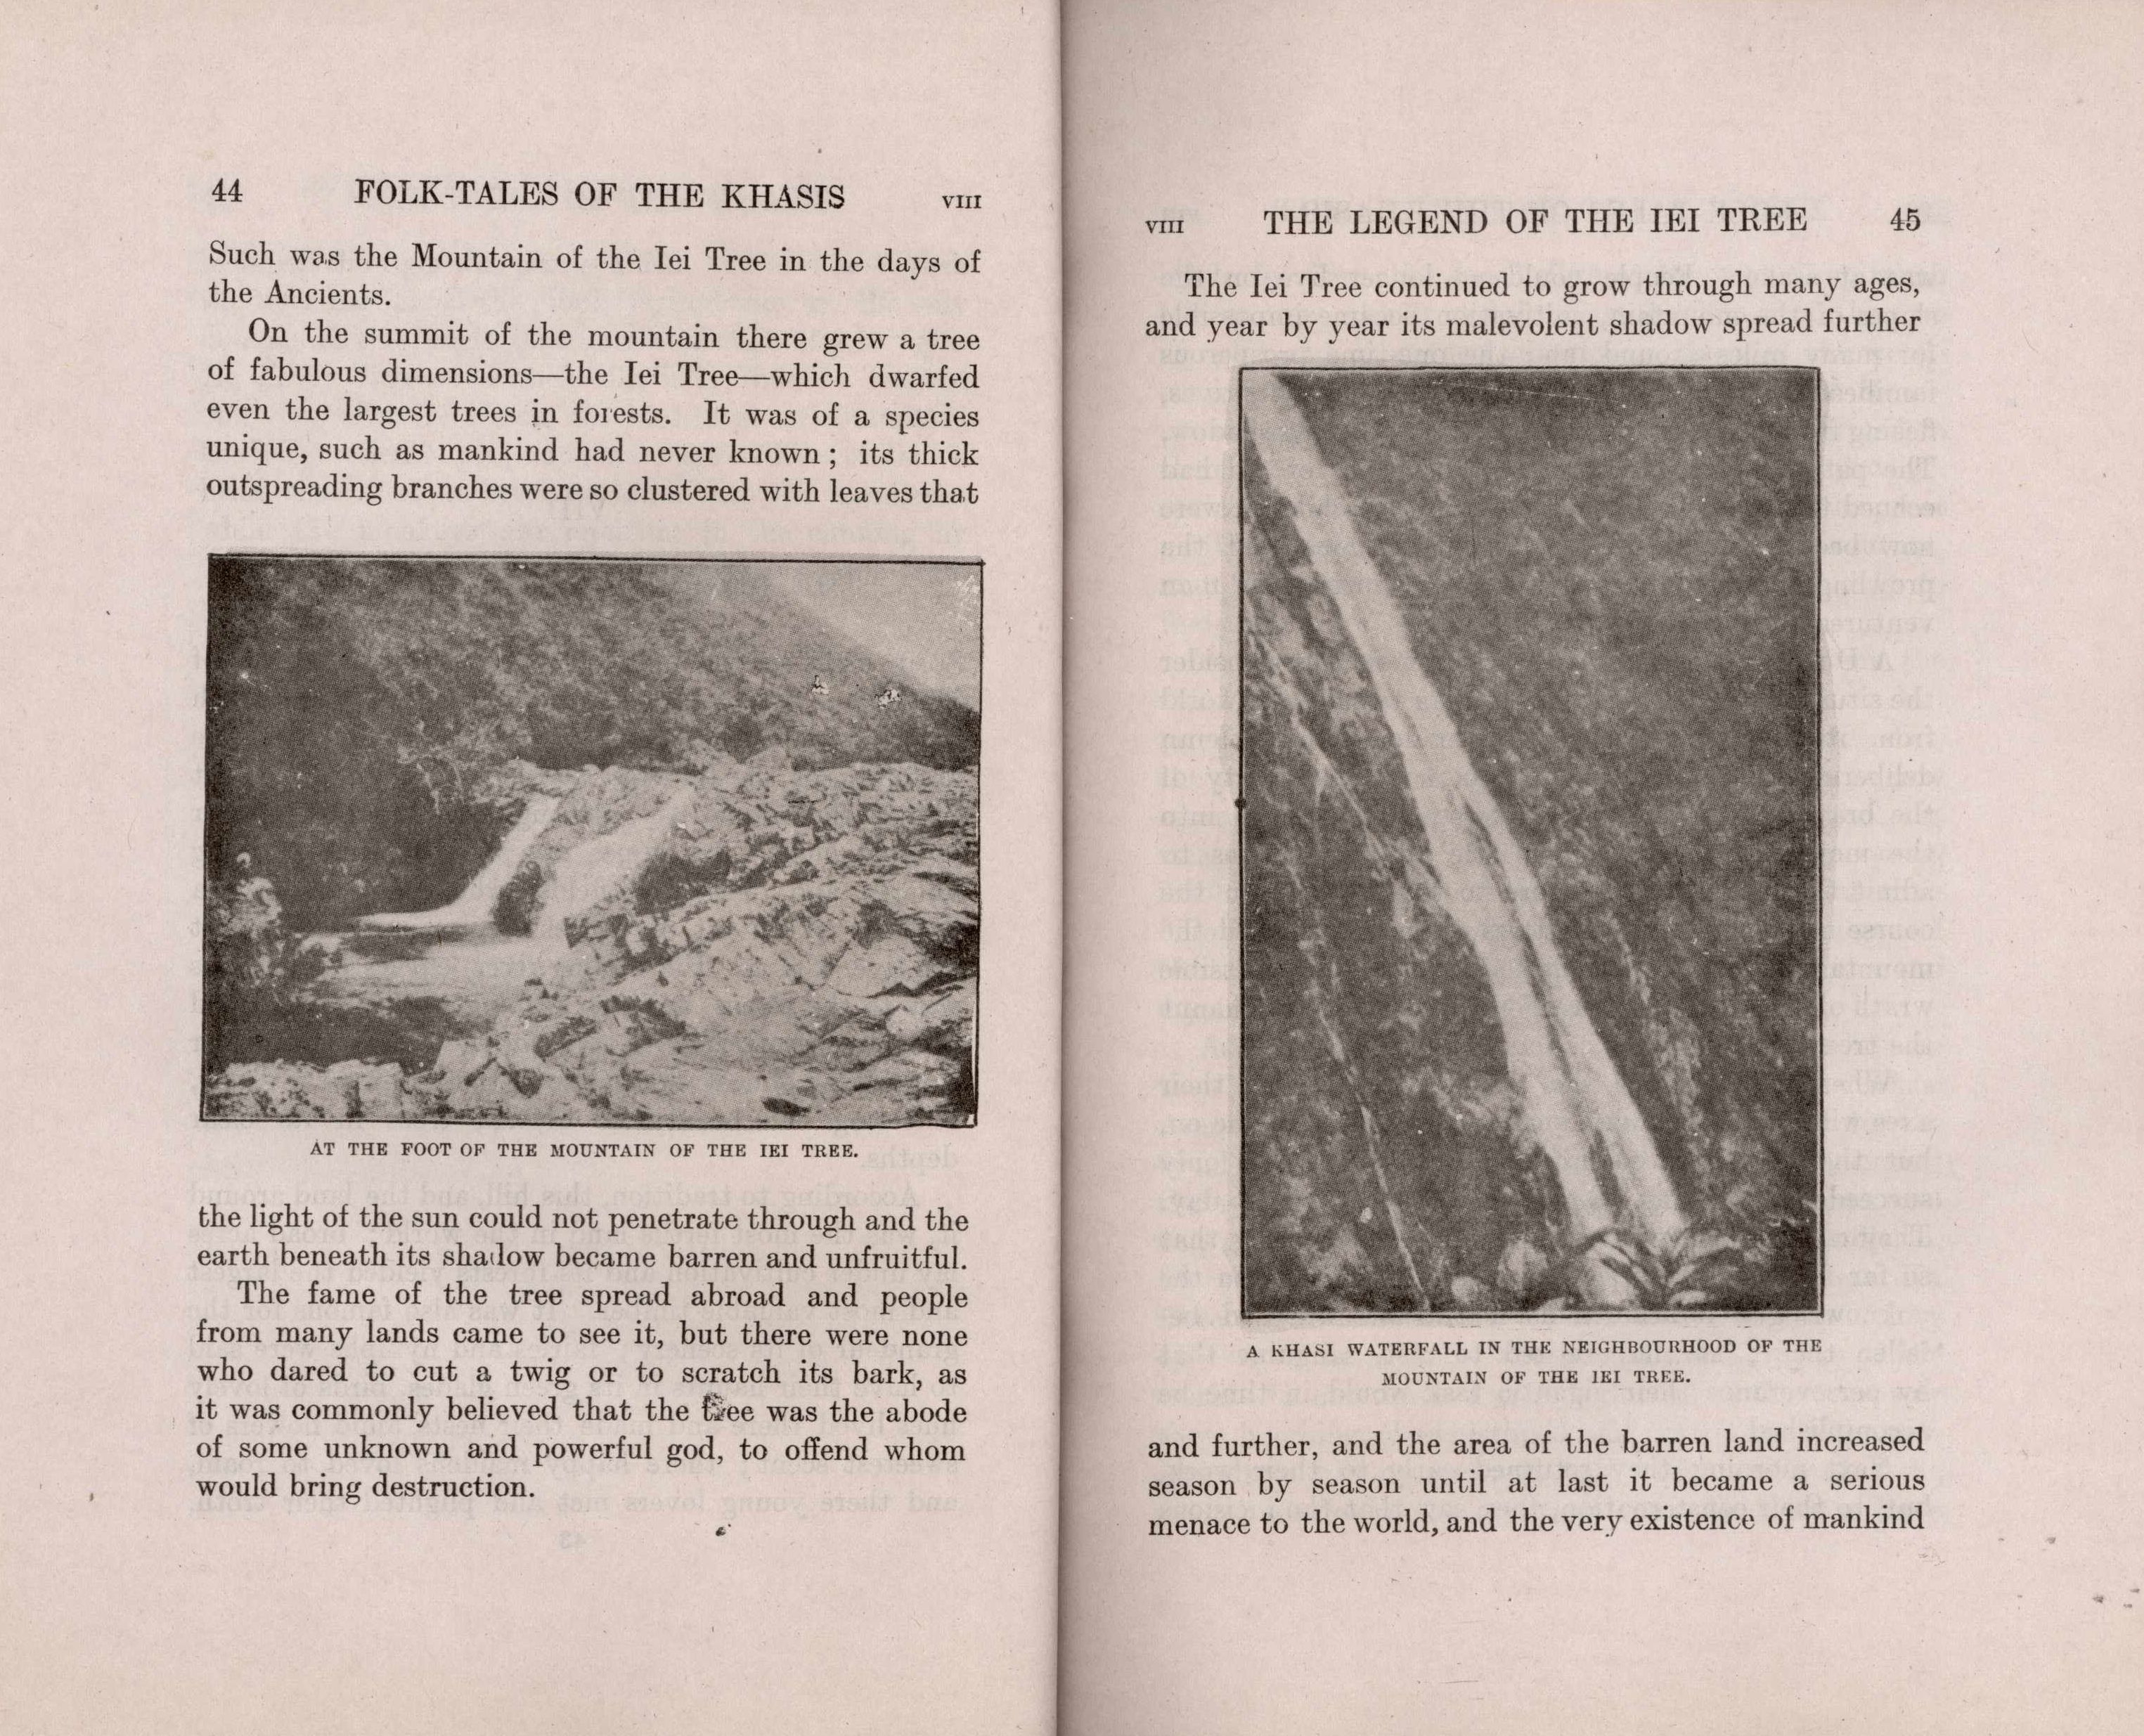 44 FOLK-TALES OF THE KHASIS VIII
Such was the Mountain of the Iei Tree in the days of
the Ancients.
On the summit of the mountain there grew a tree
of fabulous dimensions—the Iei Tree—which dwarfed
even the largest trees in forests. It was of a species
unique, such as mankind had never known ; its thick
outspreading branches were so clustered with leaves that
AT THE FOOT OF THE MOUNTAIN OF THE IEI TREE.
the light of the sun could not penetrate through and the
earth beneath its shadow became barren and unfruitful.
The fame of the tree spread abroad and people
from many lands came to see it, but there were none
who dared to cut a twig or to scratch its bark, as
it was commonly believed that the tree was the abode
of some unknown and powerful god, to offend whom
would bring destruction.
VIII THE LEGEND OF THE IEI TREE 45
The Iei Tree continued to grow through many ages,
and year by year its malevolent shadow spread further
A KHASI WATERFALL IN THE NEIGHBOURHOOD OF THE
MOUNTAIN OF THE IEI TREE.
and further, and the area of the barren land increased
season by season until at last it became a serious
menace to the world, and the very existence of mankind